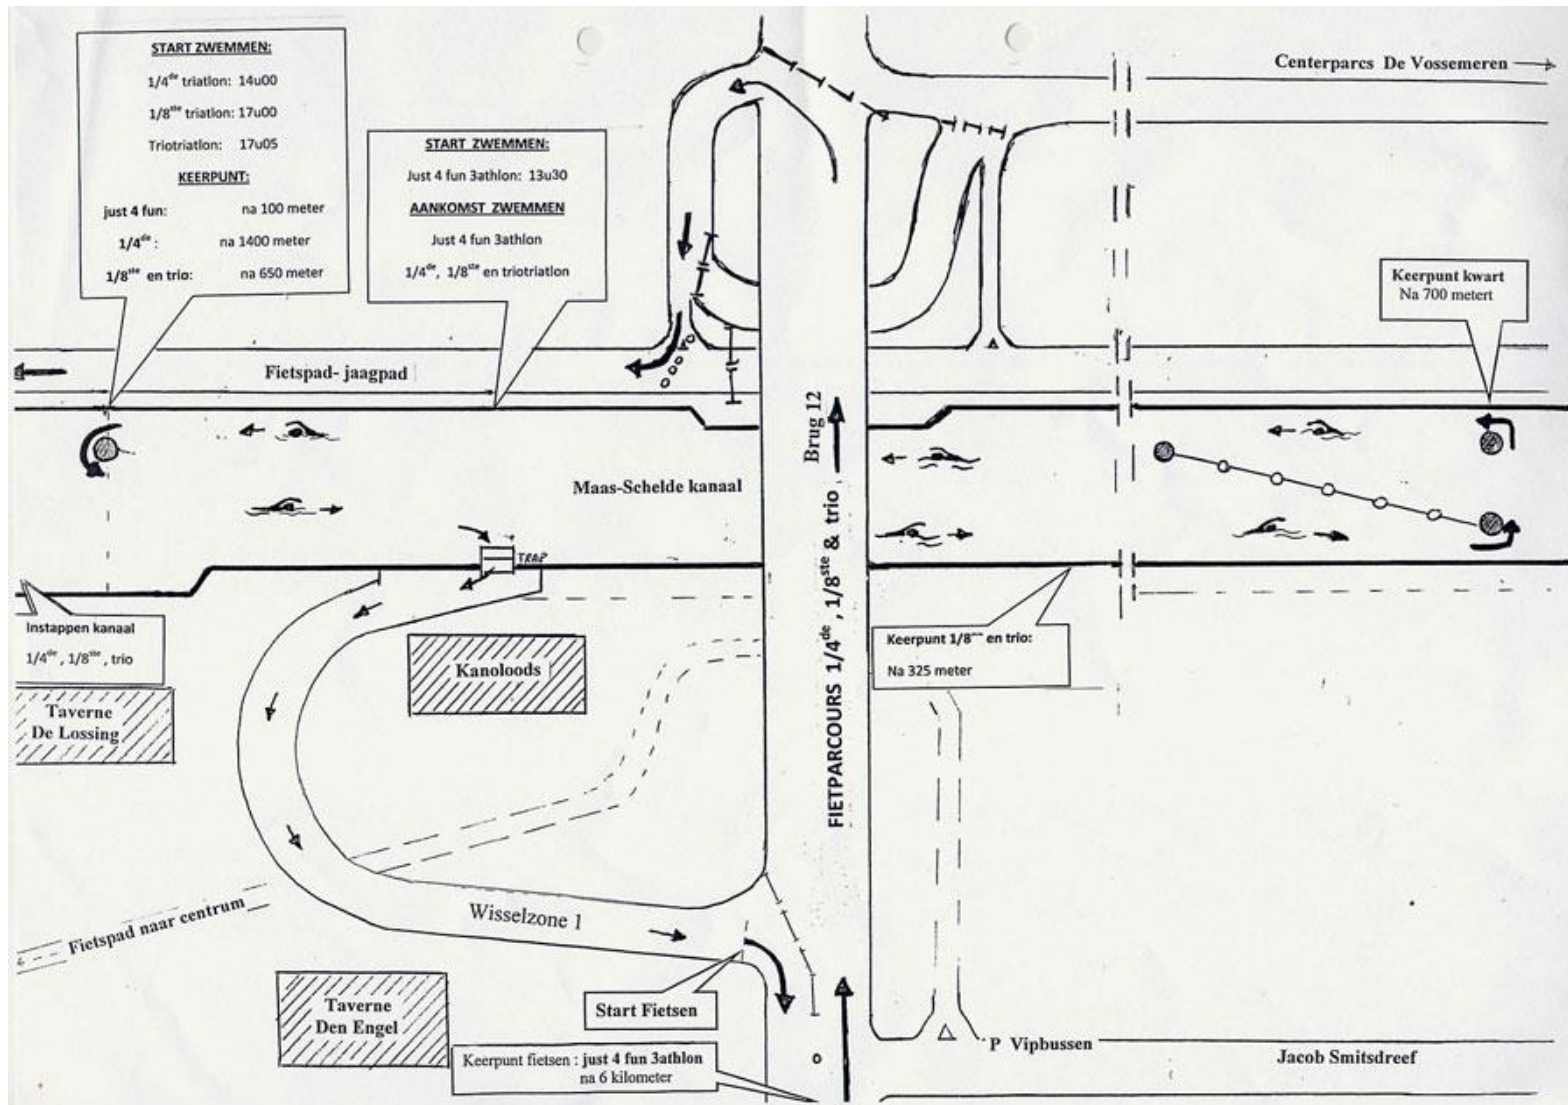 START ZWEMMEN:
1/4de triatlon: 14u00
1/8ste triatlon: 17u00
Triotriatlon: 17u05
KEERPUNT:
just 4 fun: na 100 meter
1/4de : na 1400 meter
1/8ste en trio: na 650 meter
START ZWEMMEN:
Just 4 fun 3athlon: 13u30
AANKOMST ZWEMMEN
Just 4 fun 3athlon
1/4de, 1/8ste en triotriatlon
Centerparcs De Vossemeren
Keerpunt kwart
Na 700 metert
Fietspad- jaagpad
Brug 12
Maas-Schelde kanaal
TRAP
FIETPARCOURS 1/4de , 1/8ste & trio
Instappen kanaal
1/4de , 1/8ste , trio
Taverne
De Lossing
Kanoloods
Keerpunt 1/8 en trio:
Na 325 meter
Wisselzone 1
Fietspad naar centrum
Taverne
Den Engel
Start Fietsen
Keerpunt fietsen : just 4 fun 3athlon
na 6 kilometer
P Vipbussen
Jacob Smitsdreef